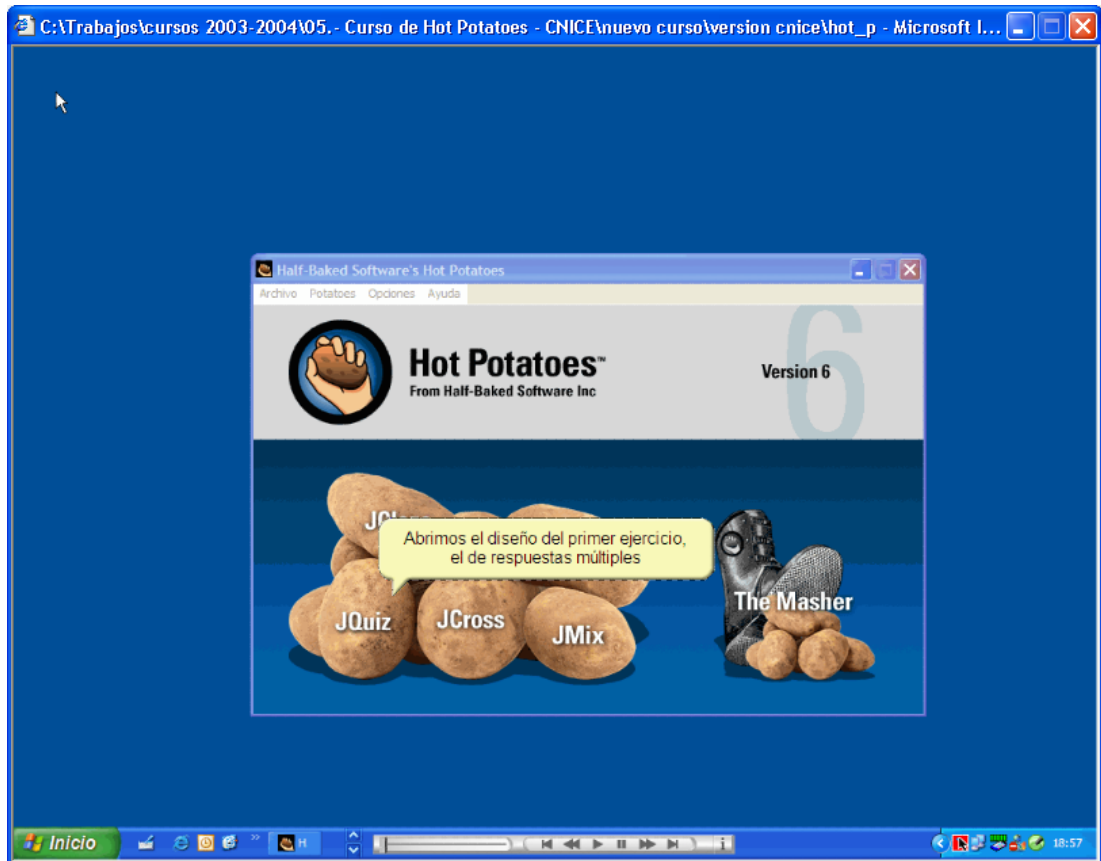 C:\Trabajos\cursos 2003-2004\05.- Curso de Hot Potatoes - CNICE\nuevo curso\version cnice\hot_p - Microsoft I...
Half-Baked Software's Hot Potatoes
Archivo Potatoes Opciones Ayuda
6
Hot Potatoes™
From Half-Baked Software Inc
Version 6
Abrimos el diseño del primer ejercicio,
el de respuestas múltiples
JQuiz
JCross
JMix
The Masher
Inicio
H
18:57